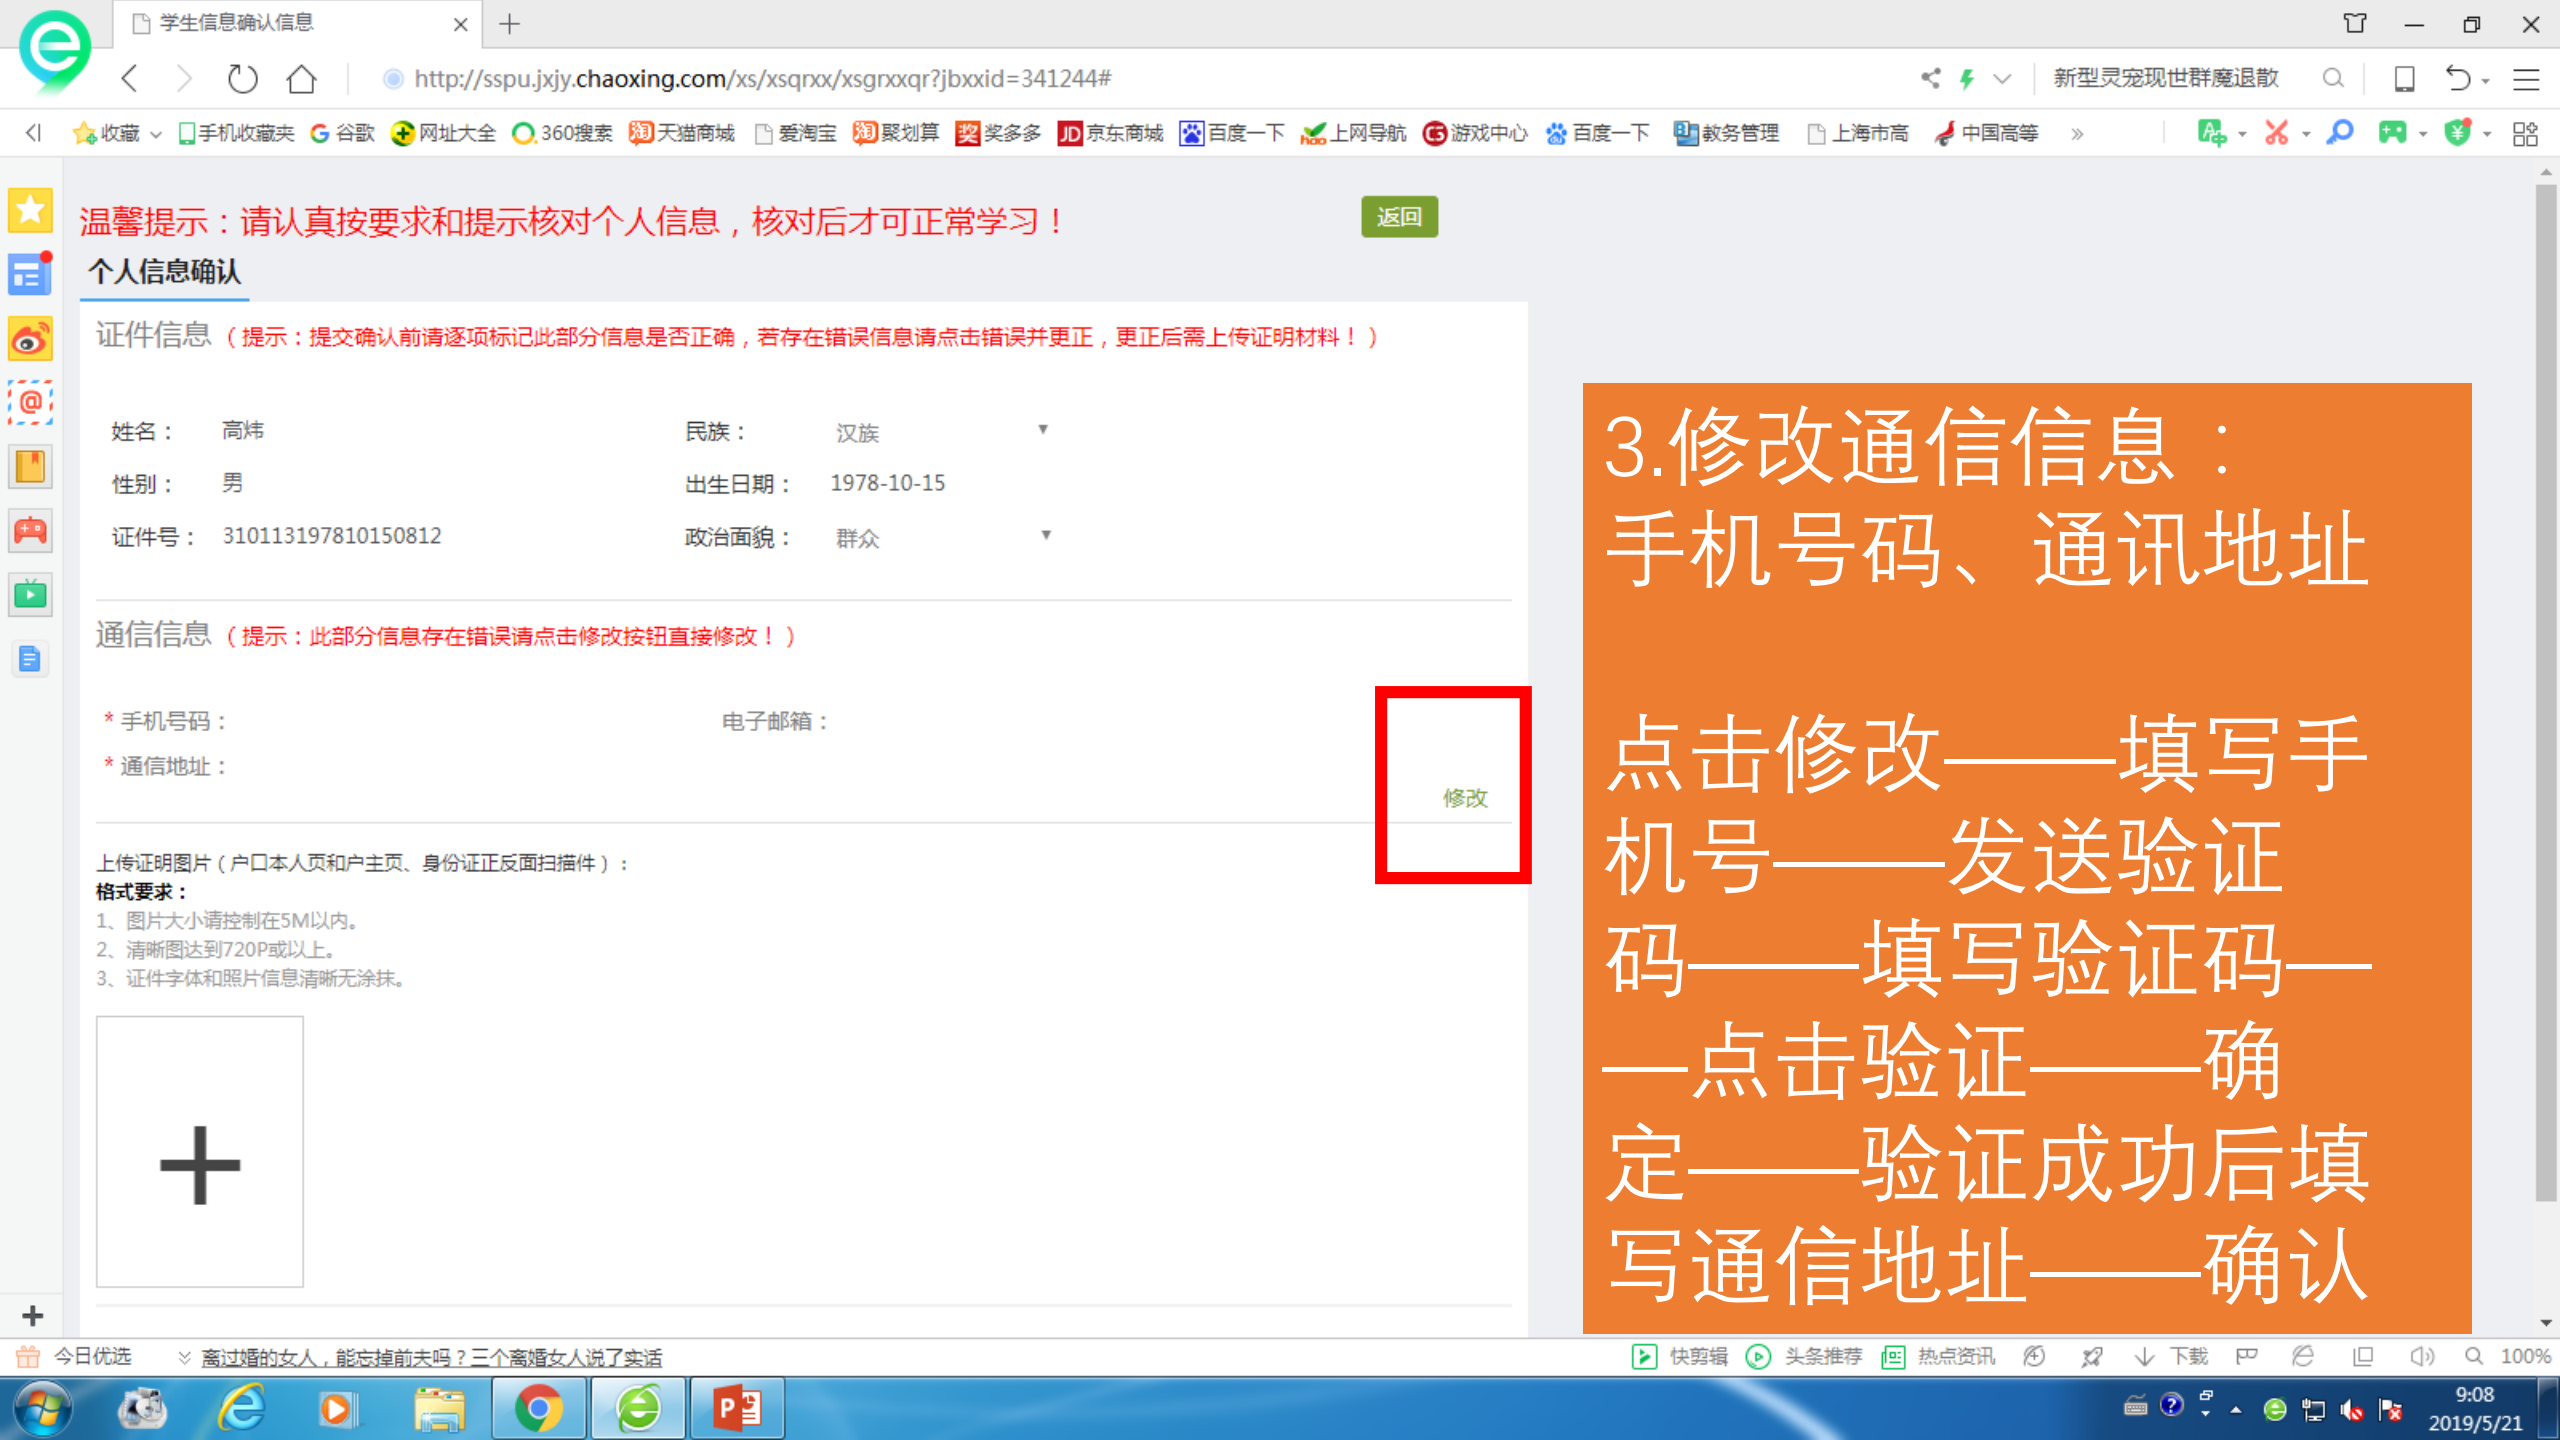 学生信息确认信息
http://sspu.jxjy.chaoxing.com/xs/xsqrxx/xsgrxxqr?jbxxid=341244#
新型灵宠现世群魔退散
收藏 手机收藏夹 谷歌 网址大全 360搜索 天猫商城 爱淘宝 聚划算 奖多多 京东商城 百度一下 上网导航 游戏中心 百度一下 教务管理 上海市高 中国高等 »
温馨提示：请认真按要求和提示核对个人信息，核对后才可正常学习！
返回
个人信息确认
证件信息（提示：提交确认前请逐项标记此部分信息是否正确，若存在错误信息请点击错误并更正，更正后需上传证明材料！）
姓名： 高炜 民族： 汉族
性别： 男 出生日期： 1978-10-15
证件号： 310113197810150812 政治面貌： 群众
通信信息（提示：此部分信息存在错误请点击修改按钮直接修改！）
* 手机号码： 电子邮箱：
* 通信地址：
修改
上传证明图片（户口本人页和户主页、身份证正反面扫描件）：
格式要求：
1、图片大小请控制在5M以内。
2、清晰图达到720P或以上。
3、证件字体和照片信息清晰无涂抹。
3.修改通信信息：
手机号码、通讯地址
点击修改——填写手
机号——发送验证
码——填写验证码—
—点击验证——确
定——验证成功后填
写通信地址——确认
今日优选 离过婚的女人，能忘掉前夫吗？三个离婚女人说了实话
快剪辑 头条推荐 热点资讯 下载 100%
9:08
2019/5/21